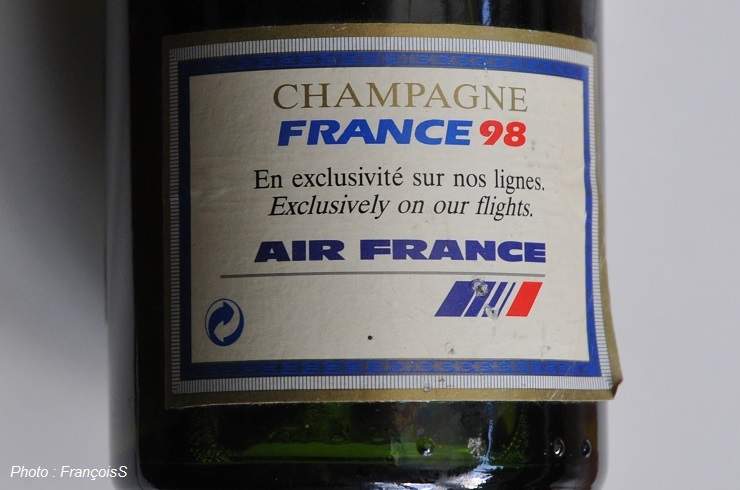 CHAMPAGNE
FRANCE 98
En exclusivité sur nos lignes.
Exclusively on our flights.
AIR FRANCE
Photo : FrançoisS